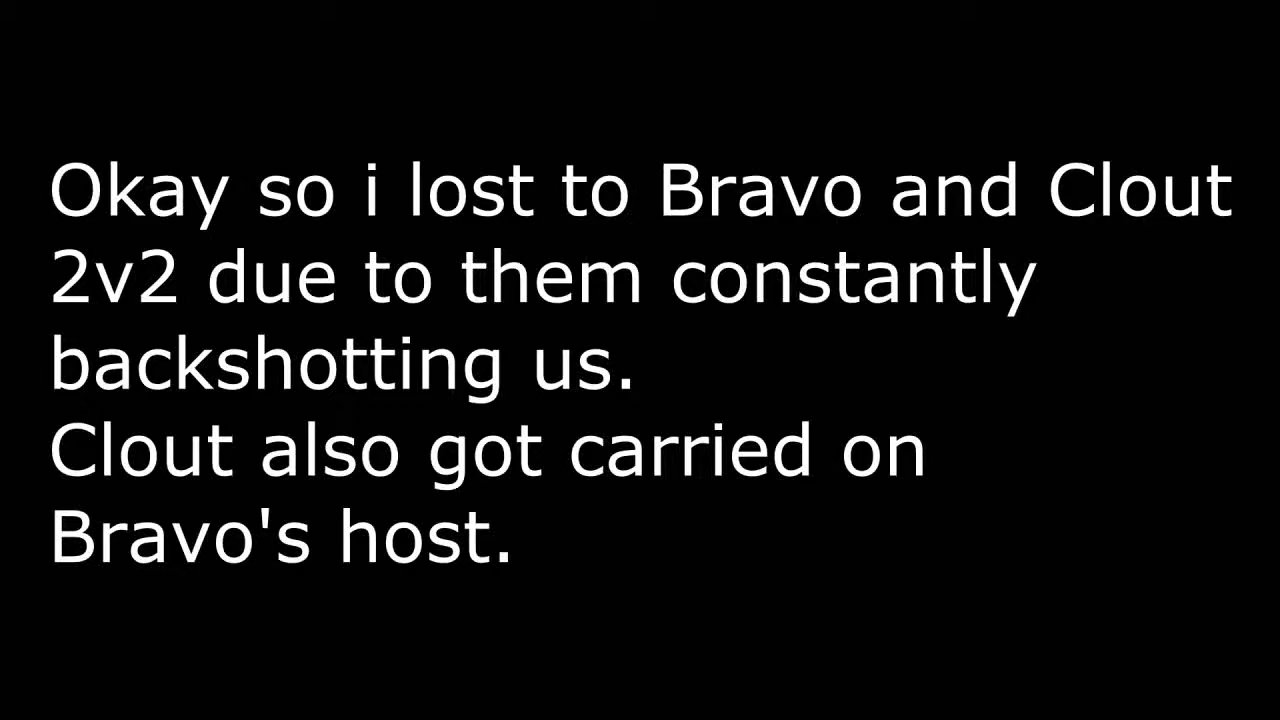 Okay so i lost to Bravo and Clout
2v2 due to them constantly
backshotting us.
Clout also got carried on
Bravo's host.